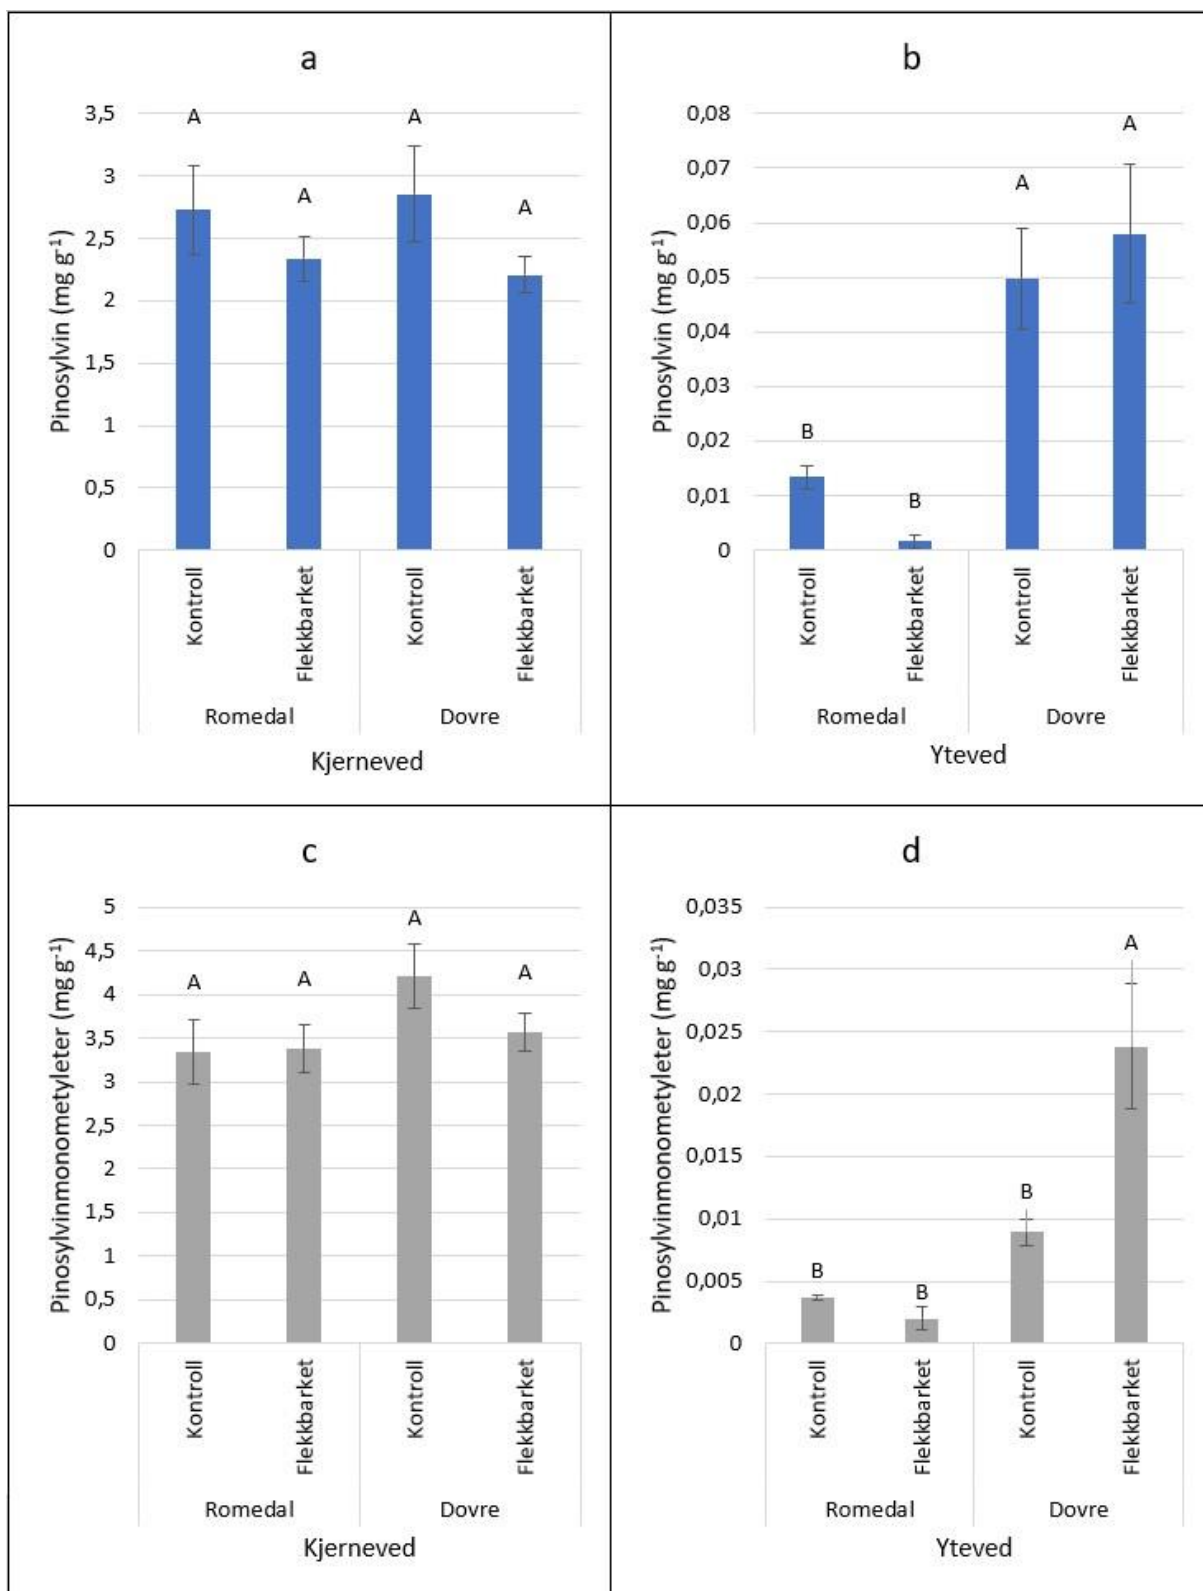 a
Pinosylvin (mg g⁻¹)
3,5
3
2,5
2
1,5
1
0,5
0
A
A
A
A
Kontroll
Flekkbarket
Kontroll
Flekkbarket
Romedal
Dovre
Kjerneved
b
Pinosylvin (mg g⁻¹)
0,08
0,07
0,06
0,05
0,04
0,03
0,02
0,01
0
B
B
A
A
Kontroll
Flekkbarket
Kontroll
Flekkbarket
Romedal
Dovre
Yteved
c
Pinosylvinmonometyleter (mg g⁻¹)
5
4,5
4
3,5
3
2,5
2
1,5
1
0,5
0
A
A
A
A
Kontroll
Flekkbarket
Kontroll
Flekkbarket
Romedal
Dovre
Kjerneved
d
Pinosylvinmonometyleter (mg g⁻¹)
0,035
0,03
0,025
0,02
0,015
0,01
0,005
0
B
B
B
A
Kontroll
Flekkbarket
Kontroll
Flekkbarket
Romedal
Dovre
Yteved